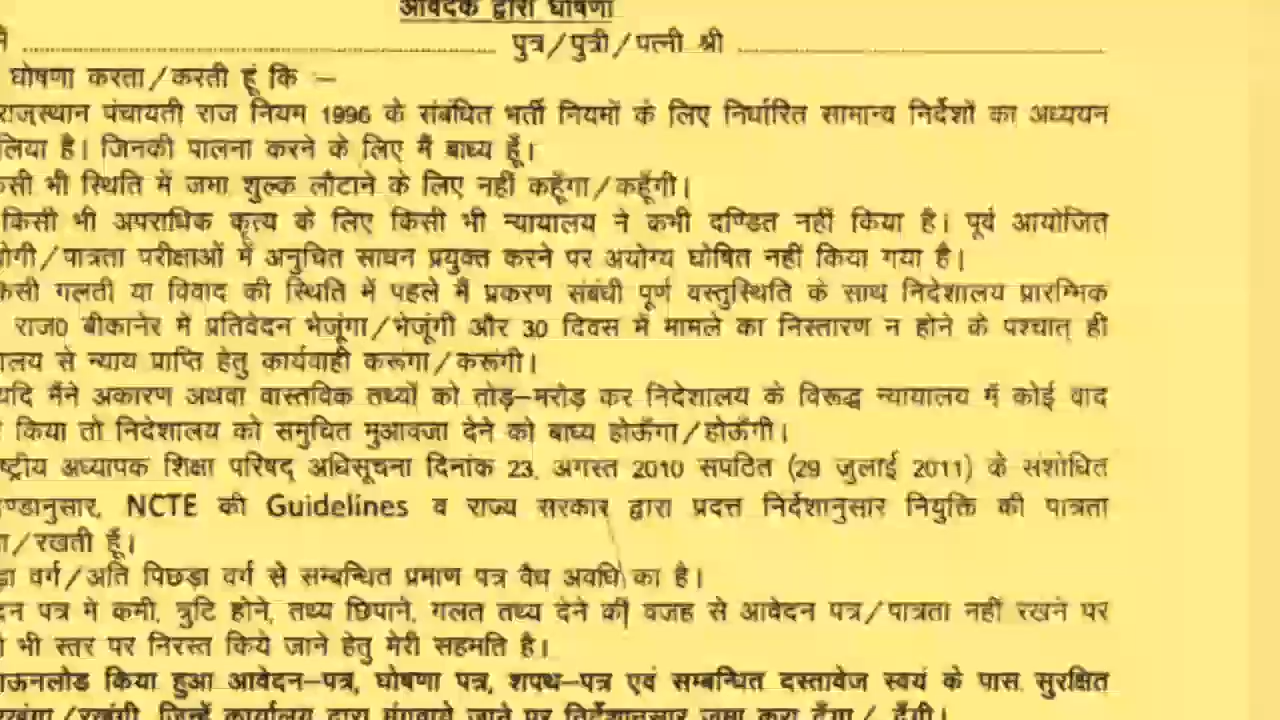 आवेदक द्वारा घोषणा
पुत्र/पुत्री/पत्नी श्री
घोषणा करता/करती हूं कि –
राजस्थान पंचायती राज नियम 1996 के संबंधित भर्ती नियमों के लिए निर्धारित सामान्य निर्देशों का अध्ययन
लिया है। जिनकी पालना करने के लिए मैं बाध्य हूँ।
भी स्थिति में जमा शुल्क लौटाने के लिए नहीं कहूँगा/कहूँगी।
किसी भी अपराधिक कृत्य के लिए किसी भी न्यायालय ने कभी दण्डित नहीं किया है। पूर्व आयोजित
/पात्रता परीक्षाओं में अनुचित साधन प्रयुक्त करने पर अयोग्य घोषित नहीं किया गया है।
गलती या विवाद की स्थिति में पहले मैं प्रकरण संबंधी पूर्ण वस्तुस्थिति के साथ निदेशालय प्रारम्भिक
राज0 बीकानेर में प्रतिवेदन भेजूंगा/भेजूंगी और 30 दिवस में मामले का निस्तारण न होने के पश्चात् ही
से न्याय प्राप्ति हेतु कार्यवाही करूंगा/करूंगी।
यदि मैंने अकारण अथवा वास्तविक तथ्यों को तोड़–मरोड़ कर निदेशालय के विरूद्ध न्यायालय में कोई वाद
किया तो निदेशालय को समुचित मुआवजा देने को बाध्य होऊँगा/होऊँगी।
अध्यापक शिक्षा परिषद् अधिसूचना दिनांक 23, अगस्त 2010 सपठित (29 जुलाई 2011) के संशोधित
NCTE की Guidelines व राज्य सरकार द्वारा प्रदत्त निर्देशानुसार नियुक्ति की पात्रता
/रखती हूँ।
वर्ग/अति पिछड़ा वर्ग से सम्बन्धित प्रमाण पत्र वैध अवधि का है।
पत्र में कमी, त्रुटि होने, तथ्य छिपाने, गलत तथ्य देने की वजह से आवेदन पत्र/पात्रता नहीं रखने पर
भी स्तर पर निरस्त किये जाने हेतु मेरी सहमति है।
किया हुआ आवेदन–पत्र, घोषणा पत्र, शपथ–पत्र एवं सम्बन्धित दस्तावेज स्वयं के पास सुरक्षित
/रखूंगी, जिन्हें कार्यालय द्वारा मंगवाये जाने पर निर्देशानुसार जमा करा दूँगा / दूँगी।